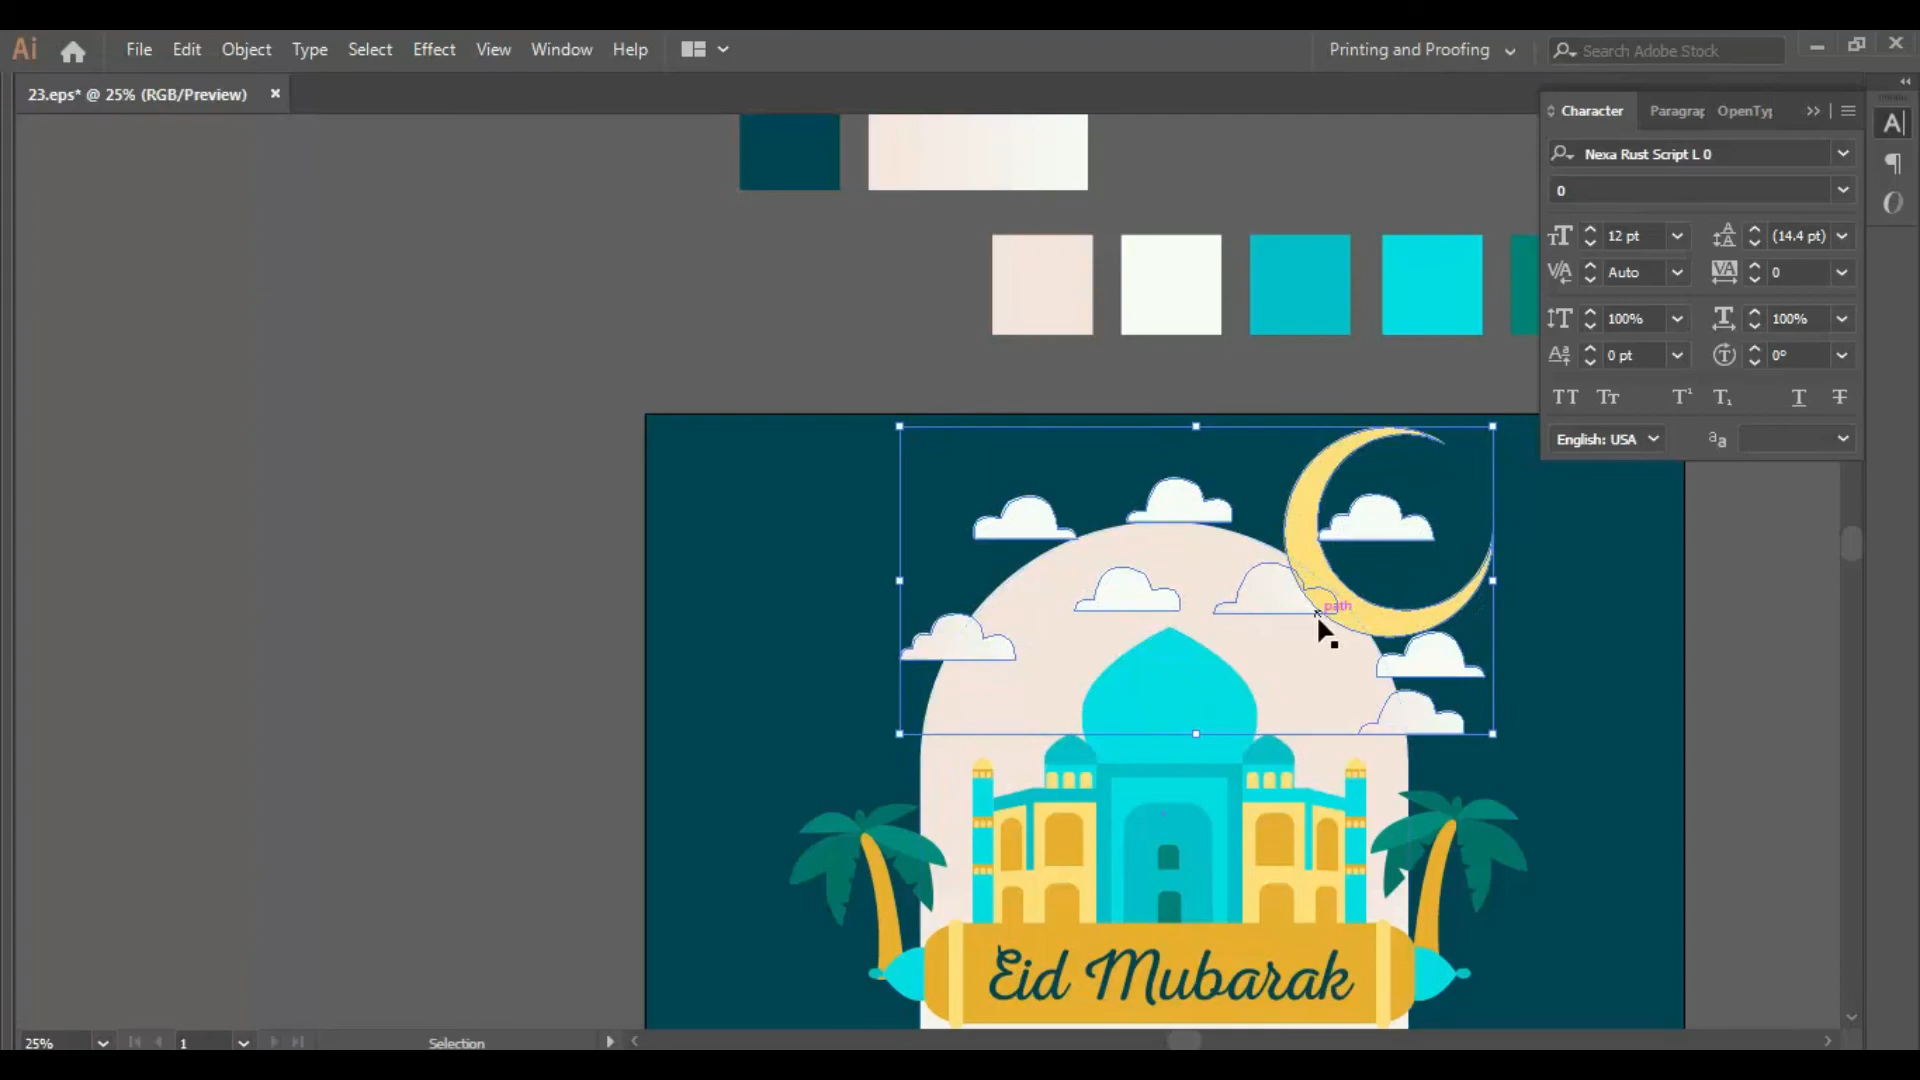 Ai File Edit Object Type Select Effect View Window Help Printing and Proofing Search Adobe Stock
23.eps* @ 25% (RGB/Preview)
Character Paragrap OpenTyp
Nexa Rust Script L 0
0
12 pt (14.4 pt)
Auto 0
100% 100%
0 pt 0°
English: USA
path
Eid Mubarak
25% 1 Selection